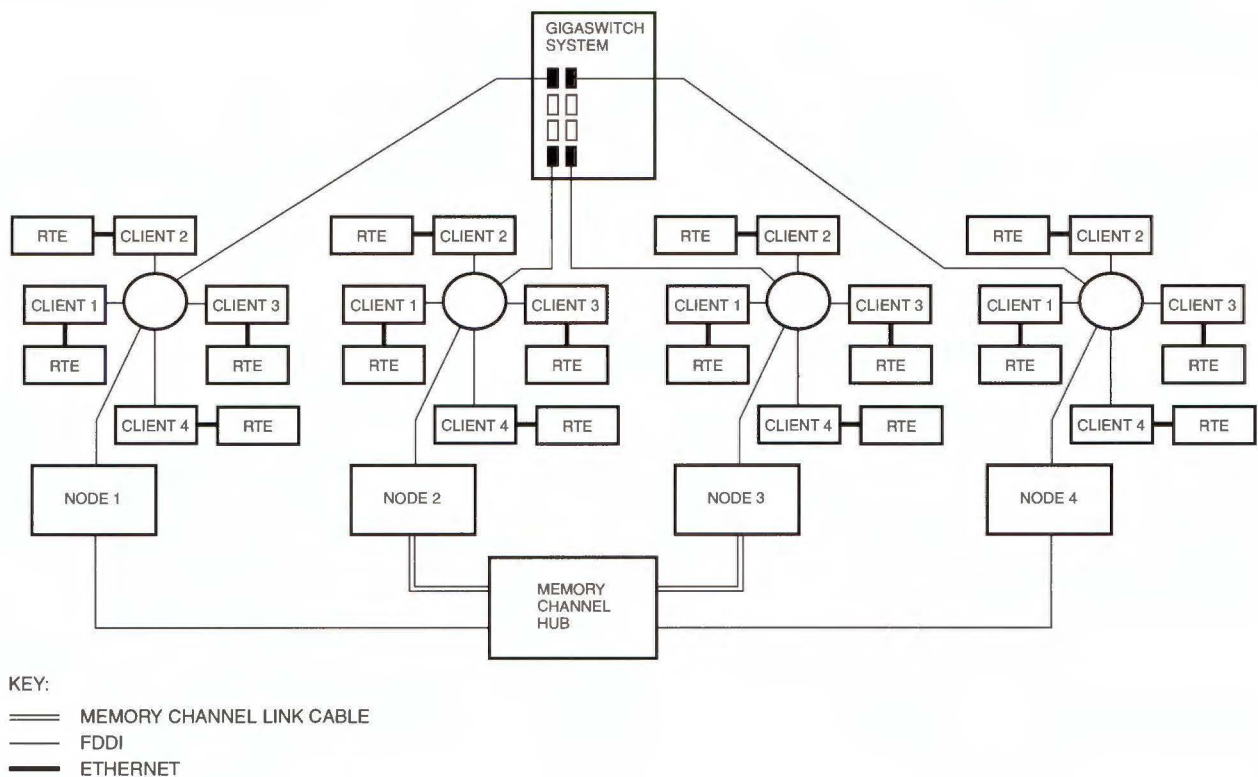 GIGASWITCH
SYSTEM
RTE
CLIENT 2
RTE
CLIENT 2
RTE
CLIENT 2
RTE
CLIENT 2
CLIENT 1
CLIENT 3
CLIENT 1
CLIENT 3
CLIENT 1
CLIENT 3
CLIENT 1
CLIENT 3
RTE
RTE
RTE
RTE
RTE
RTE
RTE
RTE
CLIENT 4
RTE
CLIENT 4
RTE
CLIENT 4
RTE
CLIENT 4
RTE
NODE 1
NODE 2
NODE 3
NODE 4
MEMORY
CHANNEL
HUB
KEY:
MEMORY CHANNEL LINK CABLE
FDDI
ETHERNET